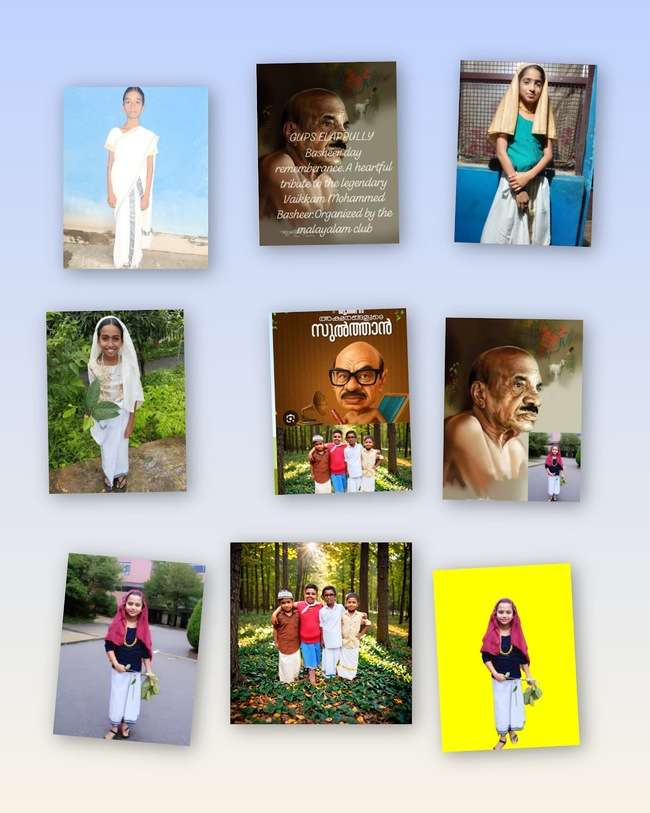 GUPS ELAPPULLY
Basheer day
rememberance.A heartful
tribute to the legendary
Vaikkam Mohammed
Basheer.Organized by the
malayalam club
സുൽത്താൻ